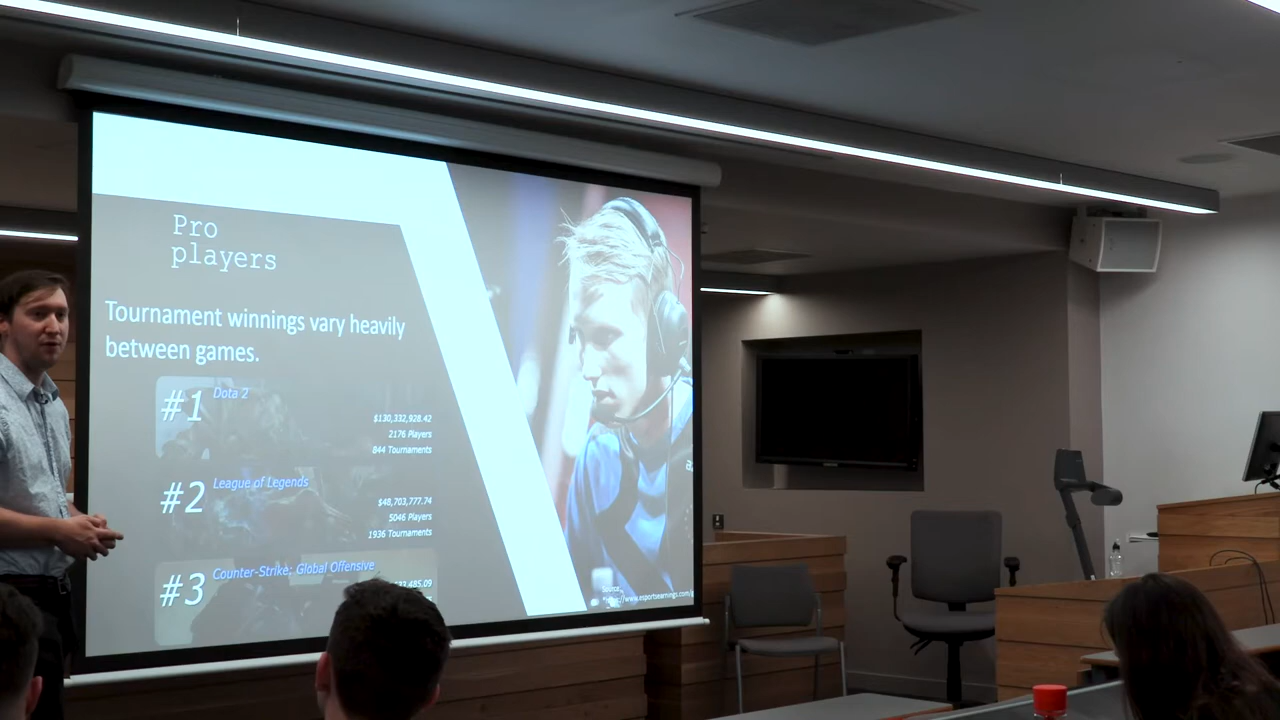 Pro
players
Tournament winnings vary heavily
between games.
#1
Dota 2
$130,332,928.42
2176 Players
844 Tournaments
#2
League of Legends
$48,703,777.74
5046 Players
1936 Tournaments
#3
Counter-Strike: Global Offensive